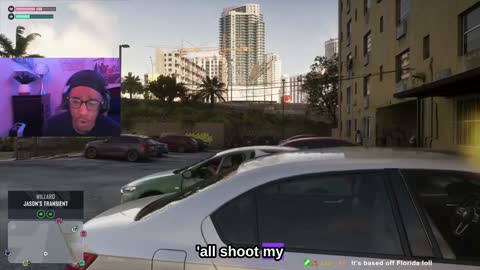 WILLARD
JASON'S TRANSIENT
'all shoot my
It's based off Florida lol!